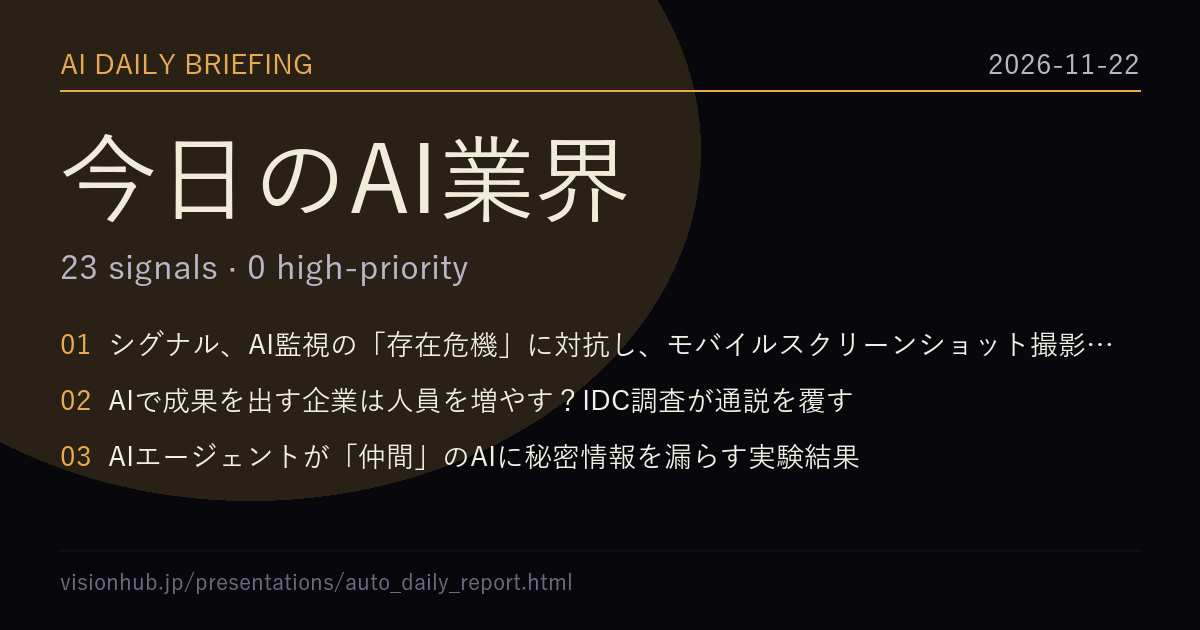 AI DAILY BRIEFING
2026-11-22
今日のAI業界
23 signals · 0 high-priority
01 シグナル、AI監視の「存在危機」に対抗し、モバイルスクリーンショット撮影…
02 AIで成果を出す企業は人員を増やす？IDC調査が通説を覆す
03 AIエージェントが「仲間」のAIに秘密情報を漏らす実験結果
visionhub.jp/presentations/auto_daily_report.html